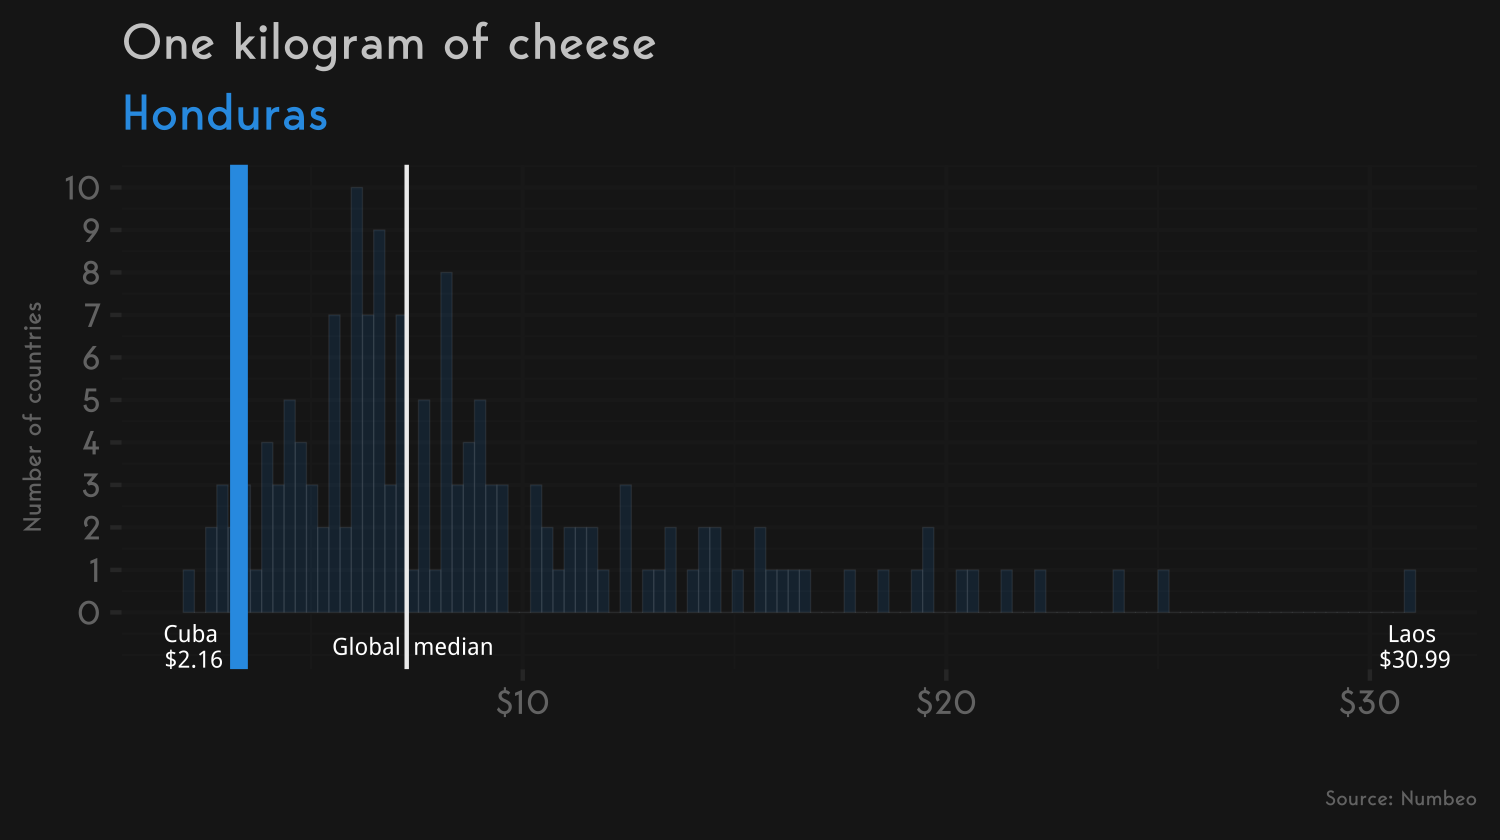 One kilogram of cheese
Honduras
Number of countries
10
9
8
7
6
5
4
3
2
1
0
Cuba
$2.16
Global median
Laos
$30.99
$10
$20
$30
Source: Numbeo